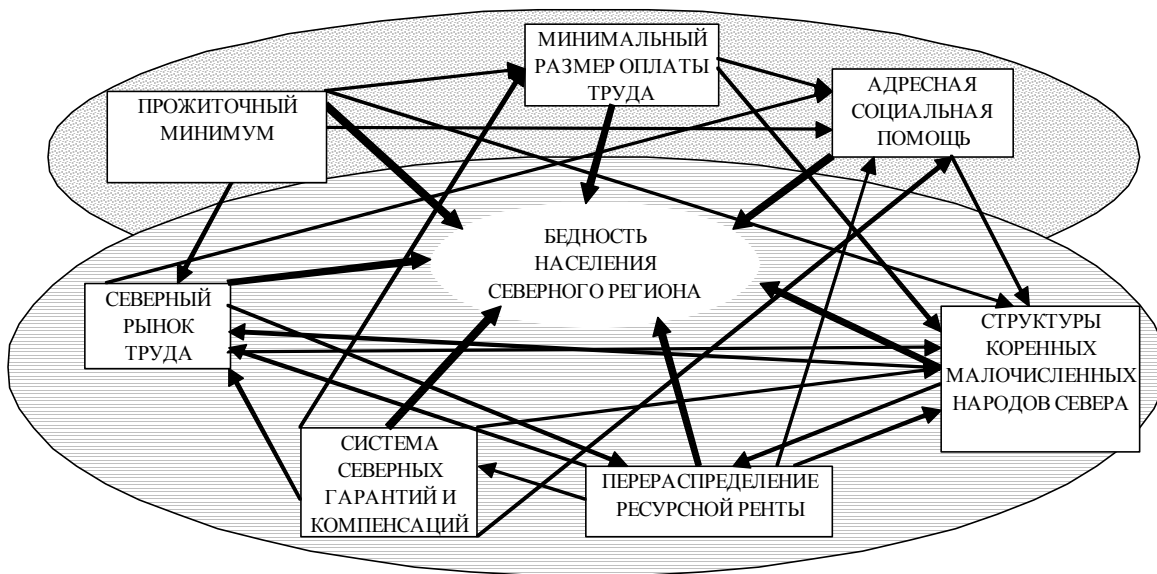 МИНИМАЛЬНЫЙ
РАЗМЕР ОПЛАТЫ
ТРУДА
ПРОЖИТОЧНЫЙ
МИНИМУМ
АДРЕСНАЯ
СОЦИАЛЬНАЯ
ПОМОЩЬ
БЕДНОСТЬ
НАСЕЛЕНИЯ
СЕВЕРНОГО РЕГИОНА
СЕВЕРНЫЙ
РЫНОК
ТРУДА
СТРУКТУРЫ
КОРЕННЫХ
МАЛОЧИСЛЕННЫХ
НАРОДОВ СЕВЕРА
СИСТЕМА
СЕВЕРНЫХ
ГАРАНТИЙ И
КОМПЕНСАЦИЙ
ПЕРЕРАСПРЕДЕЛЕНИЕ
РЕСУРСНОЙ РЕНТЫ